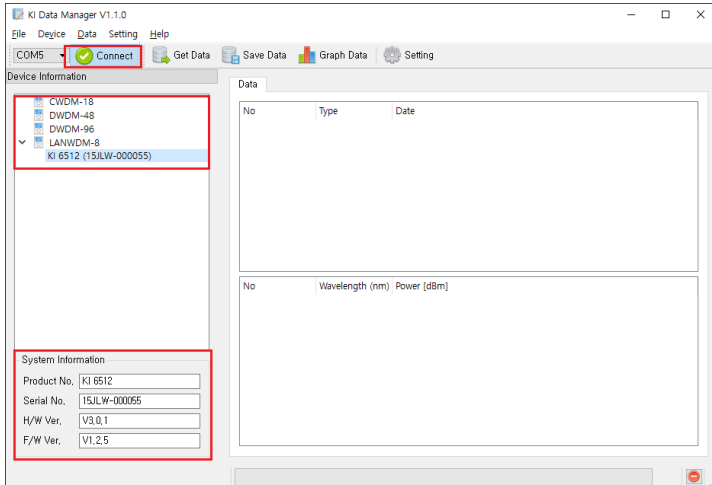 KI Data Manager V1.1.0
File Device Data Setting Help
COM5 Connect Get Data Save Data Graph Data Setting
Device Information
Data
CWDM-18
DWDM-48
DWDM-96
LANWDM-8
KI 6512 (15JLW-000055)
No Type Date
No Wavelength (nm) Power [dBm]
System Information
Product No, KI 6512
Serial No, 15JLW-000055
H/W Ver, V3,0,1
F/W Ver, V1,2,5